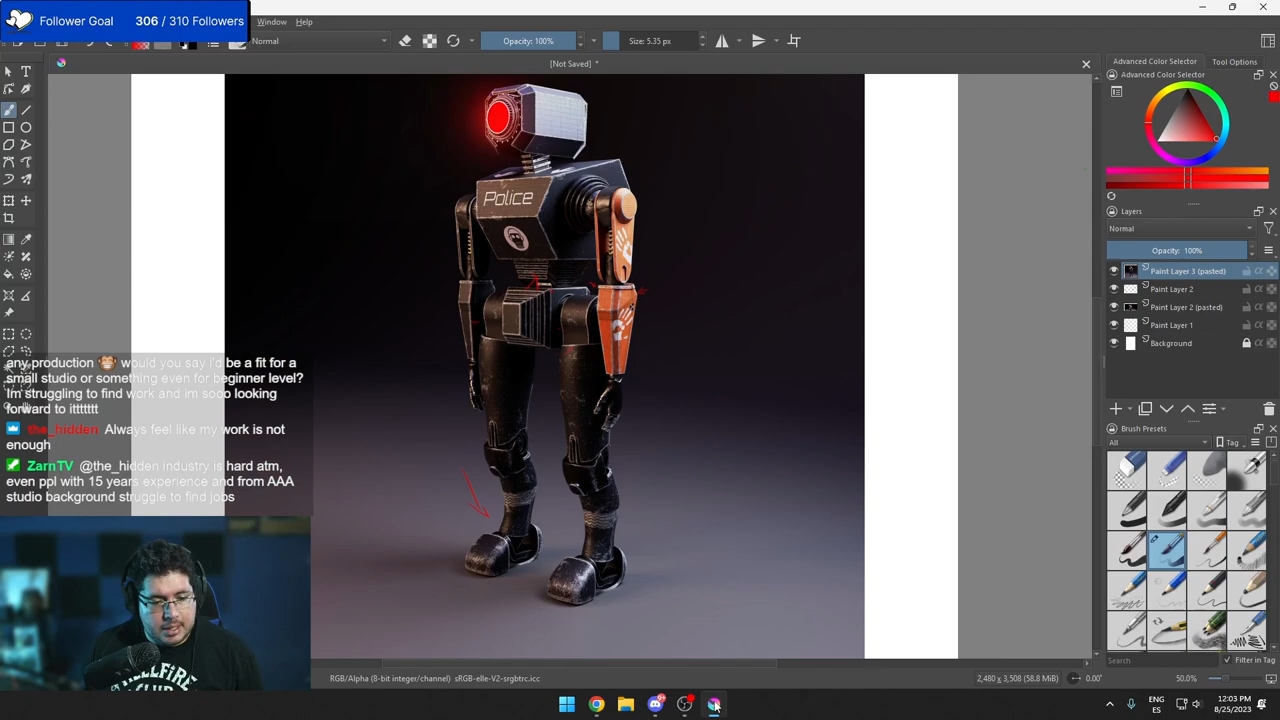 Follower Goal 306 / 310 Followers
Window Help
Normal
Opacity: 100%
Size: 5.35 px
[Not Saved] *
Advanced Color Selector
Tool Options
Advanced Color Selector
Police
Layers
Normal
Opacity: 100%
Paint Layer 3 (pasted)
Paint Layer 2
Paint Layer 2 (pasted)
Paint Layer 1
Background
Brush Presets
All
Tag
Search
Filter in Tag
any production 🐵 would you say i'd be a fit for a
small studio or something even for beginner level?
Im struggling to find work and im sooo looking
forward to ittttttt
the_hidden Always feel like my work is not
enough
ZarnTV @the_hidden industry is hard atm,
even ppl with 15 years experience and from AAA
studio background struggle to find jobs
HELLFIRE
CLUB
RGB/Alpha (8-bit integer/channel) sRGB-elle-V2-srgbtrc.icc
2,480 x 3,508 (58.8 MiB)
0.00°
50.0%
ENG
ES
12:03 PM
8/25/2023